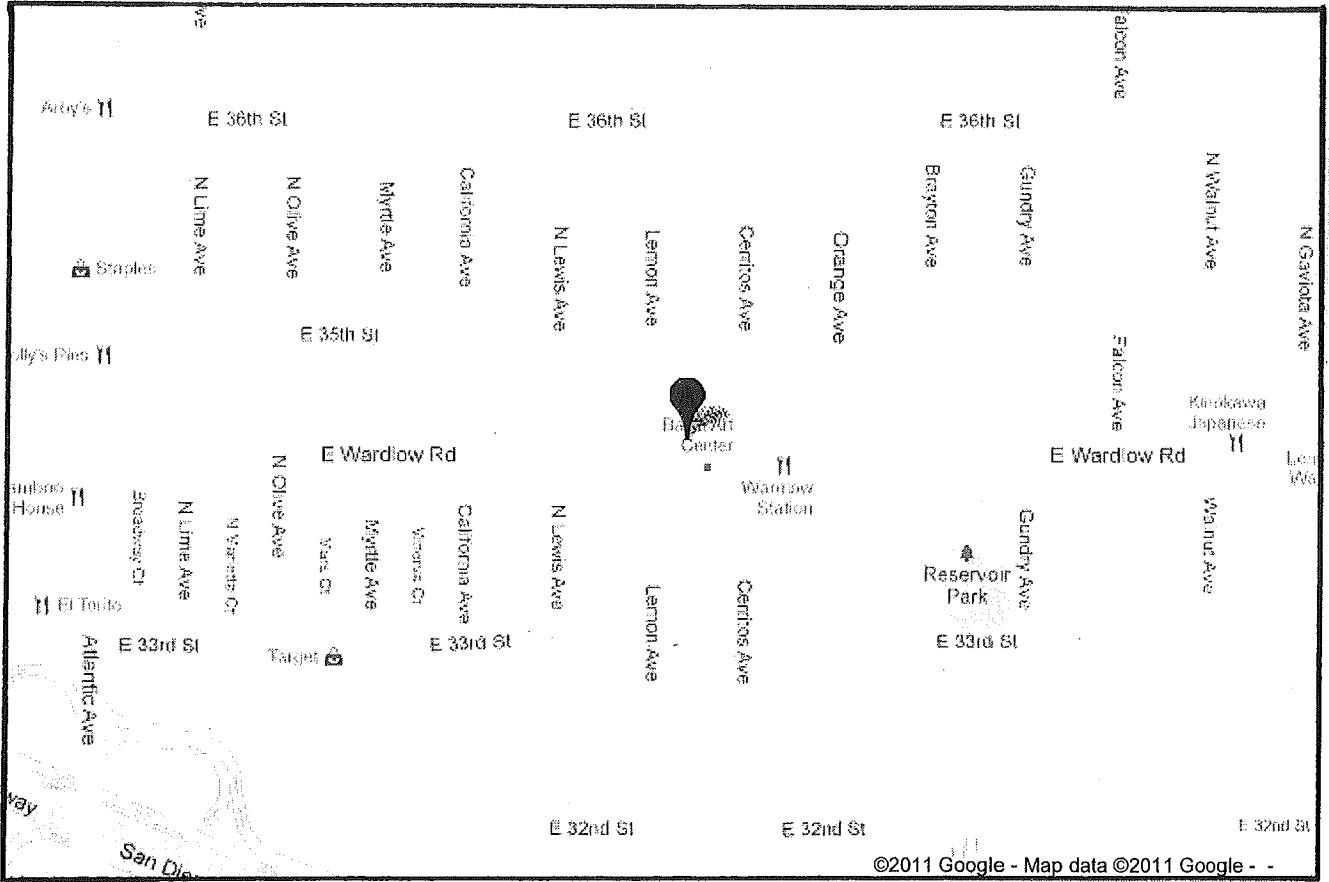 ve
alcon Ave
Arby's
E 36th St
E 36th St
E 36th St
N Lime Ave
N Olive Ave
Myrtle Ave
California Ave
N Lewis Ave
Lemon Ave
Cerritos Ave
Orange Ave
Brayton Ave
Gundry Ave
N Walnut Ave
N Gaviota Ave
Staples
E 35th St
Falcon Ave
Kinokawa
Japanese
Center
E Wardlow Rd
E Wardlow Rd
Wardlow
Station
House
Broadway Ct
N Lime Ave
N Olive Ave
Myrtle Ave
California Ave
N Lewis Ave
Lemon Ave
Cerritos Ave
Gundry Ave
Walnut Ave
Reservoir
Park
El Torito
E 33rd St
Target
E 33rd St
E 33rd St
Atlantic Ave
way
San Die
E 32nd St
E 32nd St
E 32nd St
©2011 Google - Map data ©2011 Google - -